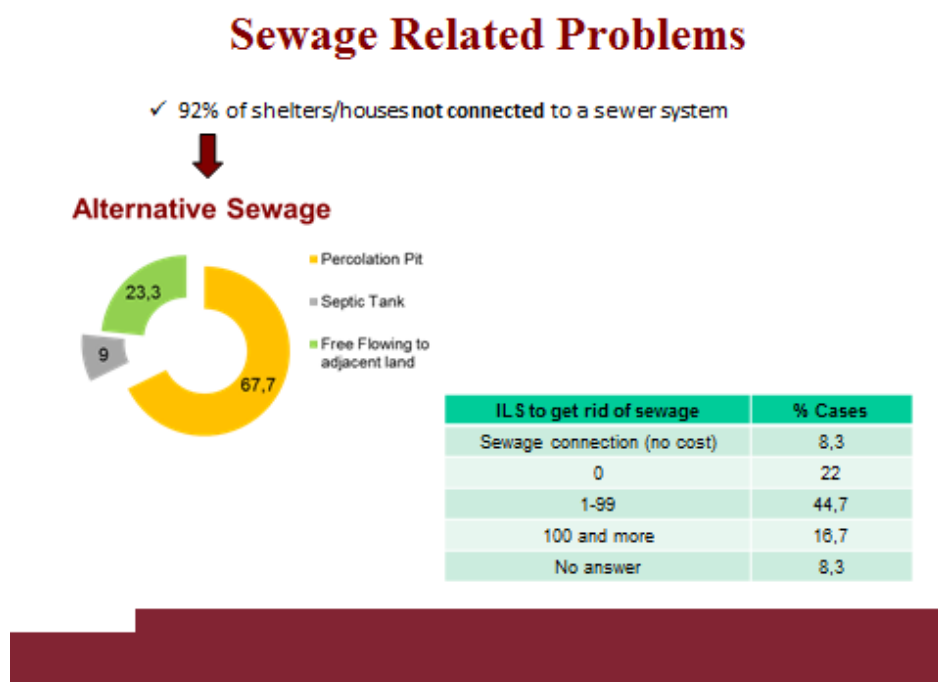 Sewage Related Problems
✓ 92% of shelters/houses not connected to a sewer system
Alternative Sewage
23,3
9
67,7
Percolation Pit
Septic Tank
Free Flowing to
adjacent land
ILS to get rid of sewage % Cases
Sewage connection (no cost) 8,3
0 22
1-99 44,7
100 and more 16,7
No answer 8,3